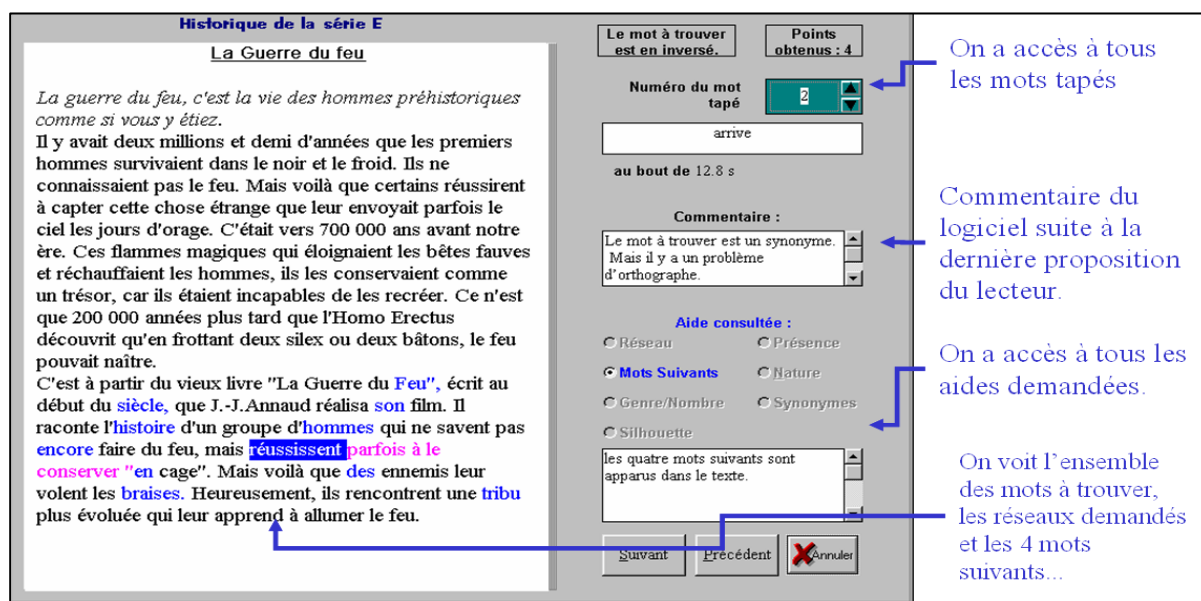 Historique de la série E
La Guerre du feu
La guerre du feu, c'est la vie des hommes préhistoriques
comme si vous y étiez.
Il y avait deux millions et demi d'années que les premiers
hommes survivaient dans le noir et le froid. Ils ne
connaissaient pas le feu. Mais voilà que certains réussirent
à capter cette chose étrange que leur envoyait parfois le
ciel les jours d'orage. C'était vers 700 000 ans avant notre
ère. Ces flammes magiques qui éloignaient les bêtes fauves
et réchauffaient les hommes, ils les conservaient comme
un trésor, car ils étaient incapables de les recréer. Ce n'est
que 200 000 années plus tard que l'Homo Erectus
découvrit qu'en frottant deux silex ou deux bâtons, le feu
pouvait naître.
C'est à partir du vieux livre "La Guerre du Feu", écrit au
début du siècle, que J.-J.Annaud réalisa son film. Il
raconte l'histoire d'un groupe d'hommes qui ne savent pas
encore faire du feu, mais réussissent parfois à le
conserver "en cage". Mais voilà que des ennemis leur
volent les braises. Heureusement, ils rencontrent une tribu
plus évoluée qui leur apprend à allumer le feu.
Le mot à trouver
est en inversé.
Points
obtenus : 4
Numéro du mot
tapé
2
arrive
au bout de 12.8 s
Commentaire :
Le mot à trouver est un synonyme.
Mais il y a un problème
d'orthographe.
Aide consultée :
Réseau
Présence
Mots Suivants
Nature
Genre/Nombre
Synonymes
Silhouette
les quatre mots suivants sont
apparus dans le texte.
Suivant
Précédent
Annuler
On a accès à tous
les mots tapés
Commentaire du
logiciel suite à la
dernière proposition
du lecteur.
On a accès à tous les
aides demandées.
On voit l'ensemble
des mots à trouver,
les réseaux demandés
et les 4 mots
suivants...